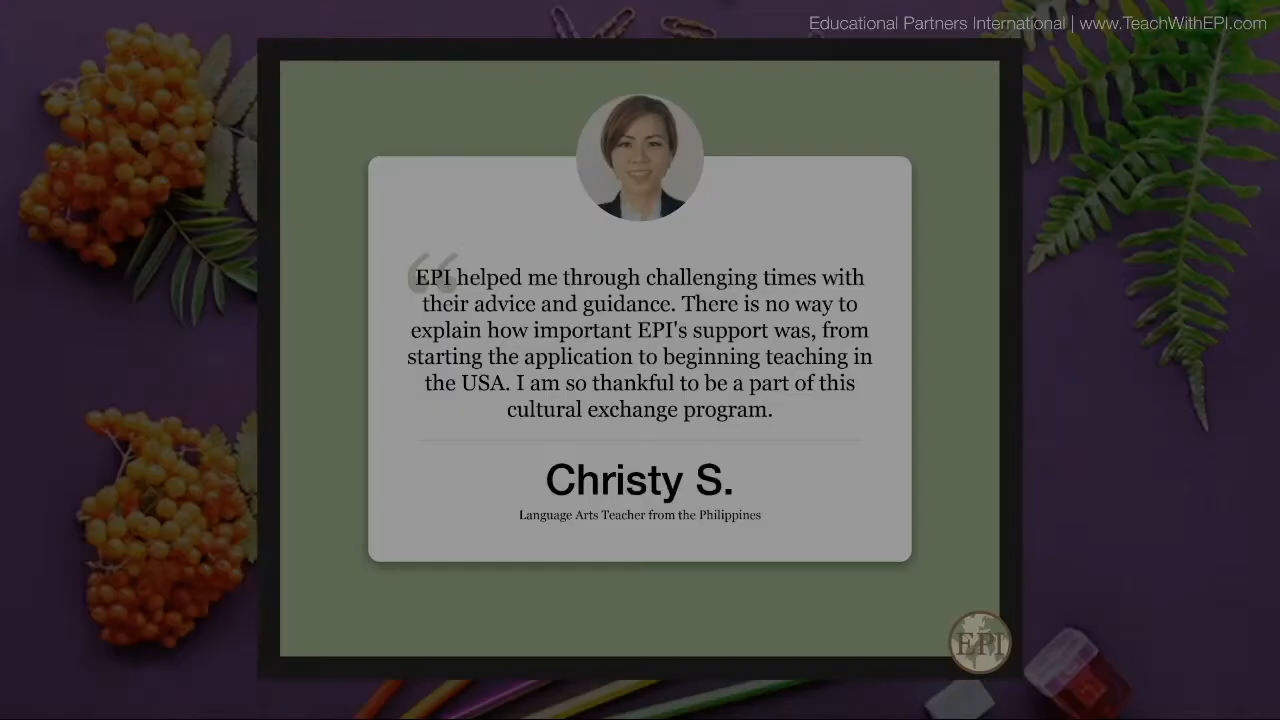 Educational Partners International | www.TeachWithEPI.com
“
EPI helped me through challenging times with
their advice and guidance. There is no way to
explain how important EPI's support was, from
starting the application to beginning teaching in
the USA. I am so thankful to be a part of this
cultural exchange program.
Christy S.
Language Arts Teacher from the Philippines
EPI